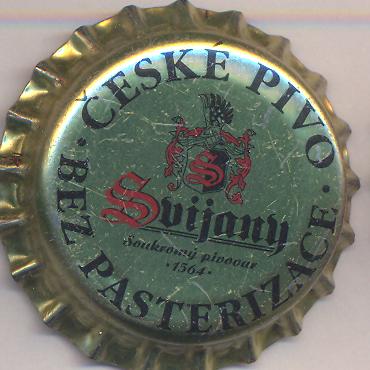 · ČESKÉ PIVO ·
S
Svijany
Soukromý pivovar
· 1564 ·
BEZ PASTERIZACE